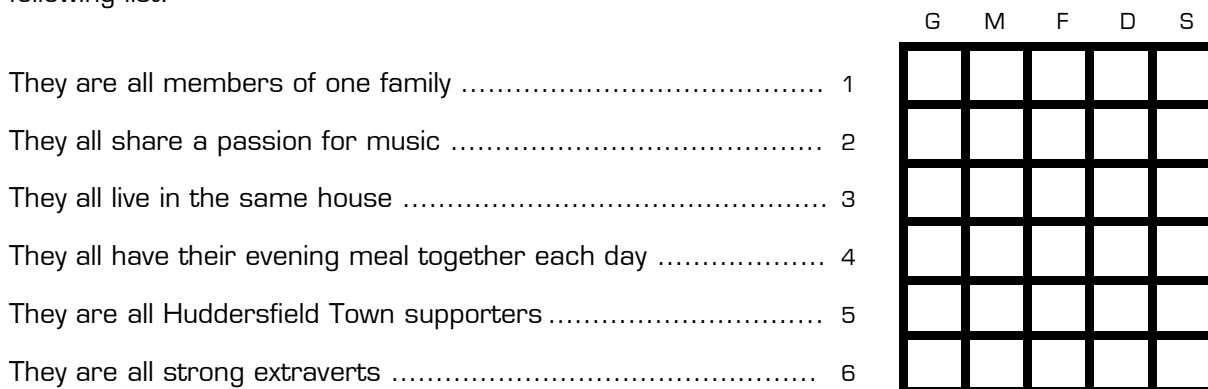 following list.
G M F D S
They are all members of one family ........................................ 1
They all share a passion for music ......................................... 2
They all live in the same house .............................................. 3
They all have their evening meal together each day ................... 4
They are all Huddersfield Town supporters .............................. 5
They are all strong extraverts ............................................... 6